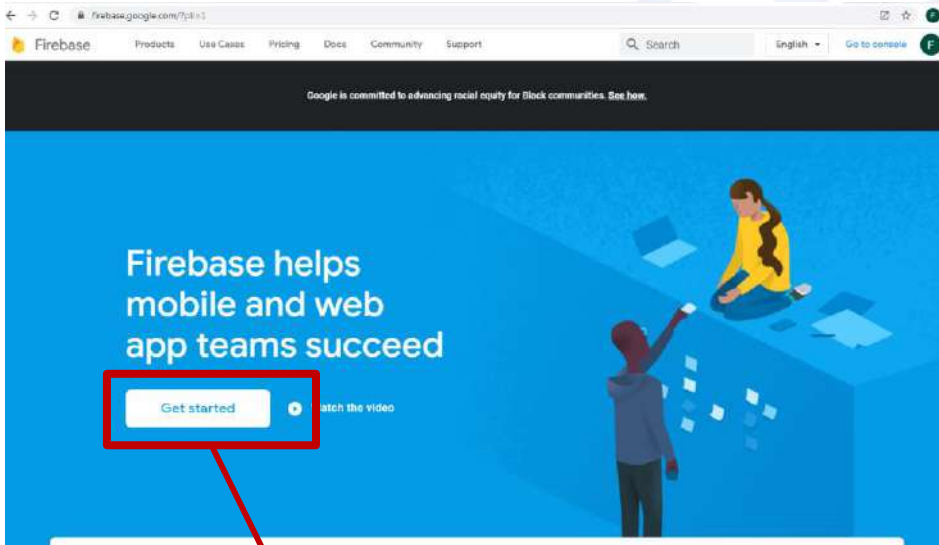 firebase.google.com/?pli=1
Firebase Products Use Cases Pricing Docs Community Support Search English Go to console F
Google is committed to advancing racial equity for Black communities. See how.
Firebase helps
mobile and web
app teams succeed
Get started
atch the video